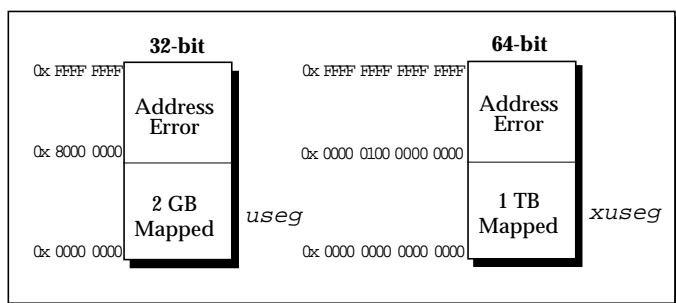 32-bit
0x FFFF FFFF
Address
Error
0x 8000 0000
2 GB
Mapped
useg
0x 0000 0000
64-bit
0x FFFF FFFF FFFF FFFF
Address
Error
0x 0000 0100 0000 0000
1 TB
Mapped
xuseg
0x 0000 0000 0000 0000